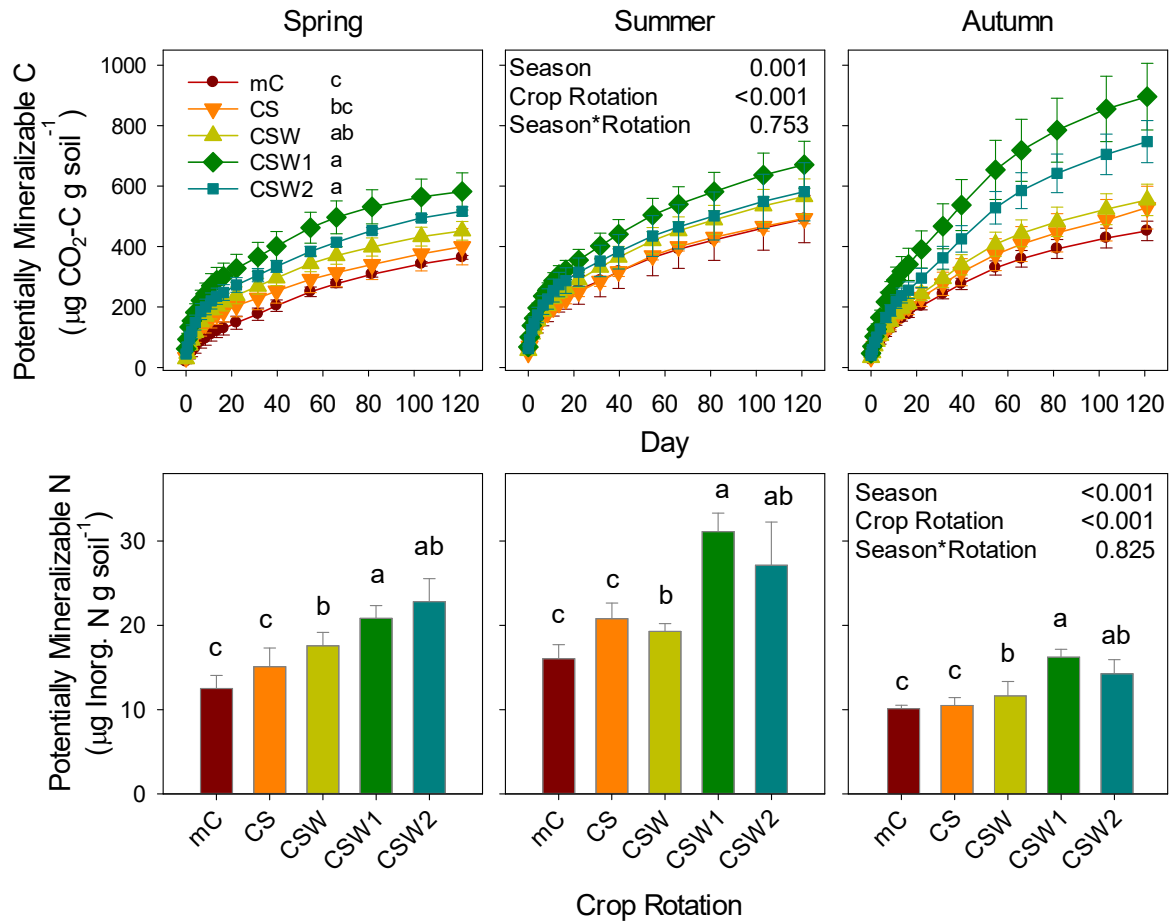 Spring Summer Autumn
Potentially Mineralizable C
(µg CO₂-C g soil⁻¹)
1000
800
600
400
200
0
mC c
CS bc
CSW ab
CSW1 a
CSW2 a
Season 0.001
Crop Rotation <0.001
Season*Rotation 0.753
0 20 40 60 80 100 120 0 20 40 60 80 100 120 0 20 40 60 80 100 120
Day
Potentially Mineralizable N
(µg Inorg. N g soil⁻¹)
30
20
10
0
c c b a ab
c c b a ab
Season <0.001
Crop Rotation <0.001
Season*Rotation 0.825
c c b a ab
mC CS CSW CSW1 CSW2 mC CS CSW CSW1 CSW2 mC CS CSW CSW1 CSW2
Crop Rotation